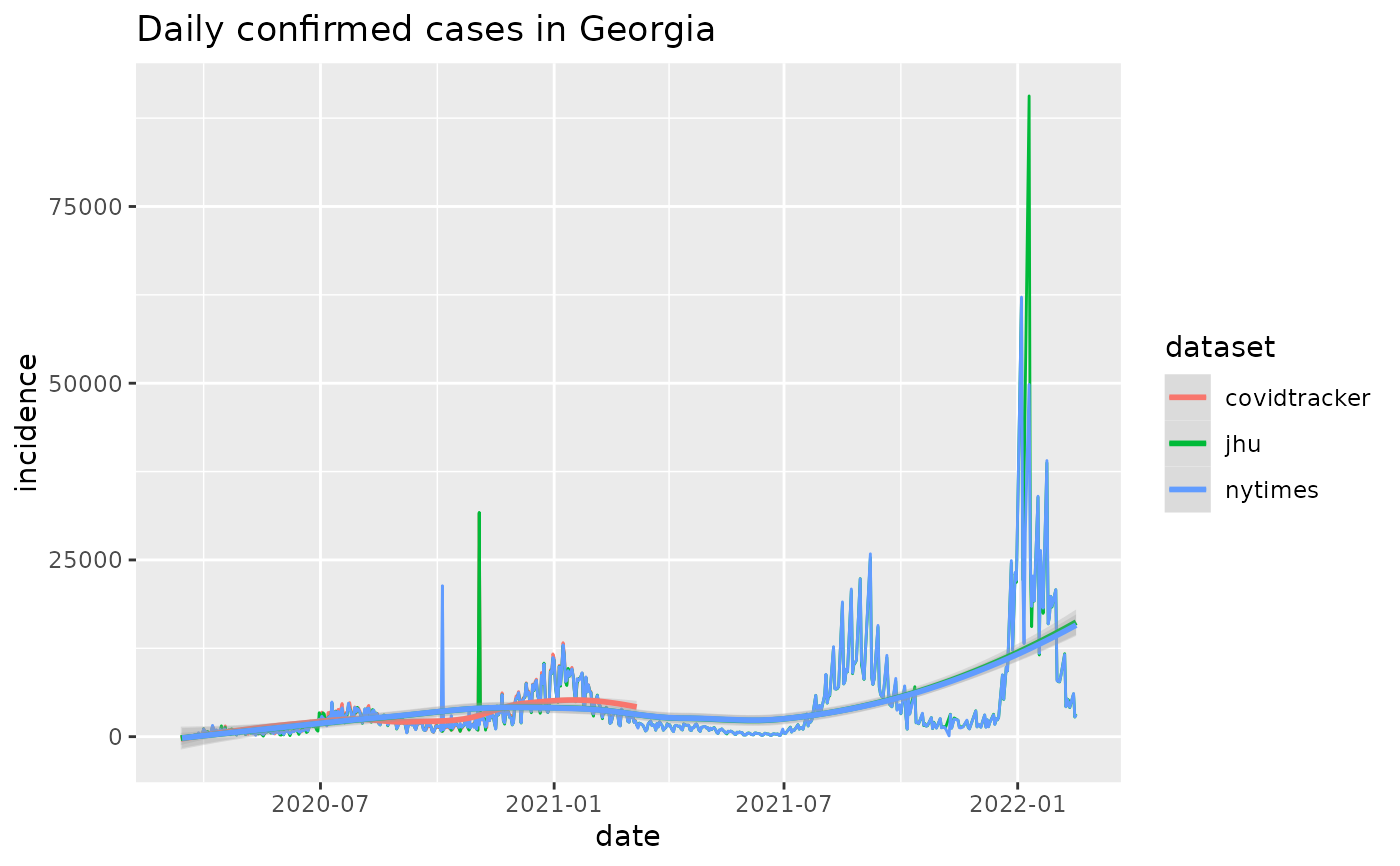 Daily confirmed cases in Georgia
incidence
75000
50000
25000
0
2020-07
2021-01
2021-07
2022-01
date
dataset
covidtracker
jhu
nytimes